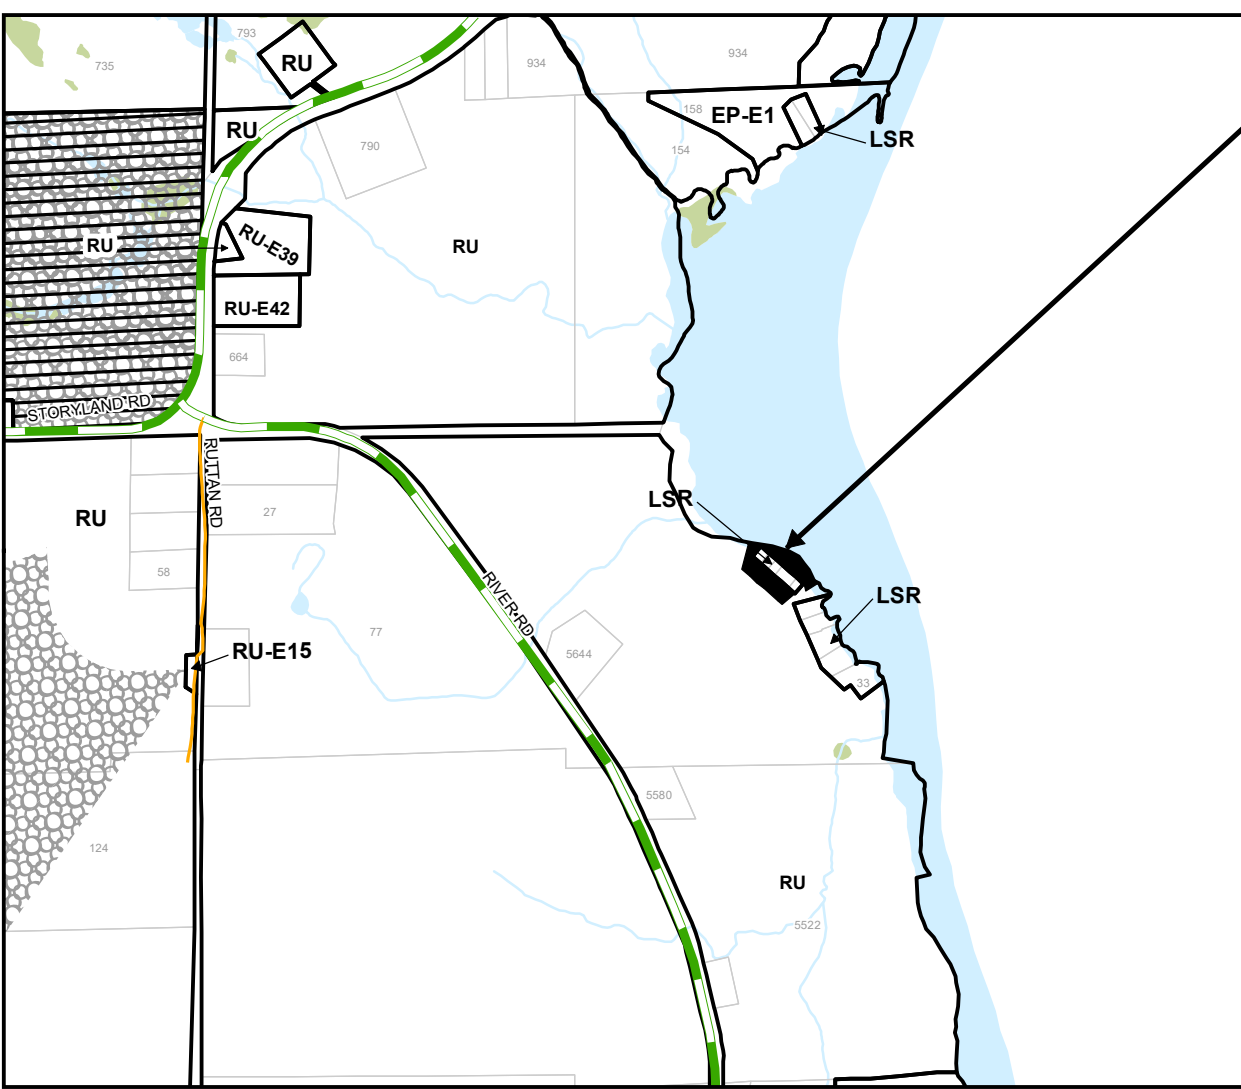 793
735
RU
934
934
158
EP-E1
LSR
RU
790
154
RU
RU-E39
RU
RU-E42
664
STORYLAND RD
RUTTAN RD
LSR
RU
27
58
RIVER RD
LSR
77
RU-E15
5644
33
5580
124
RU
5522